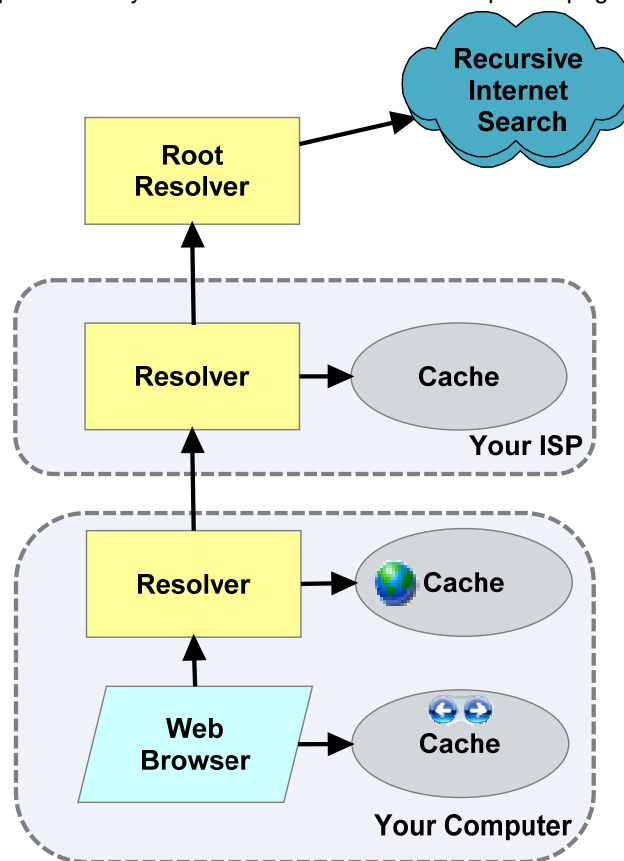 Recursive
Internet
Search
Root
Resolver
Resolver
Cache
Your ISP
Resolver
Cache
Web
Browser
Cache
Your Computer